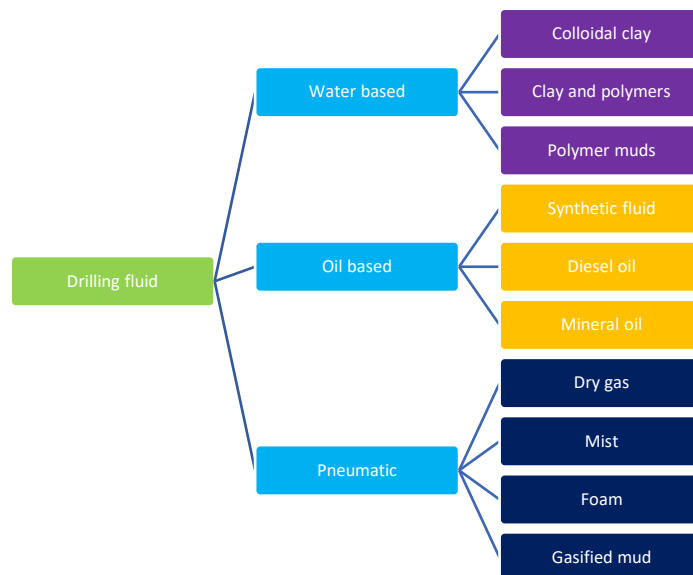 Drilling fluid
Water based
Colloidal clay
Clay and polymers
Polymer muds
Oil based
Synthetic fluid
Diesel oil
Mineral oil
Pneumatic
Dry gas
Mist
Foam
Gasified mud